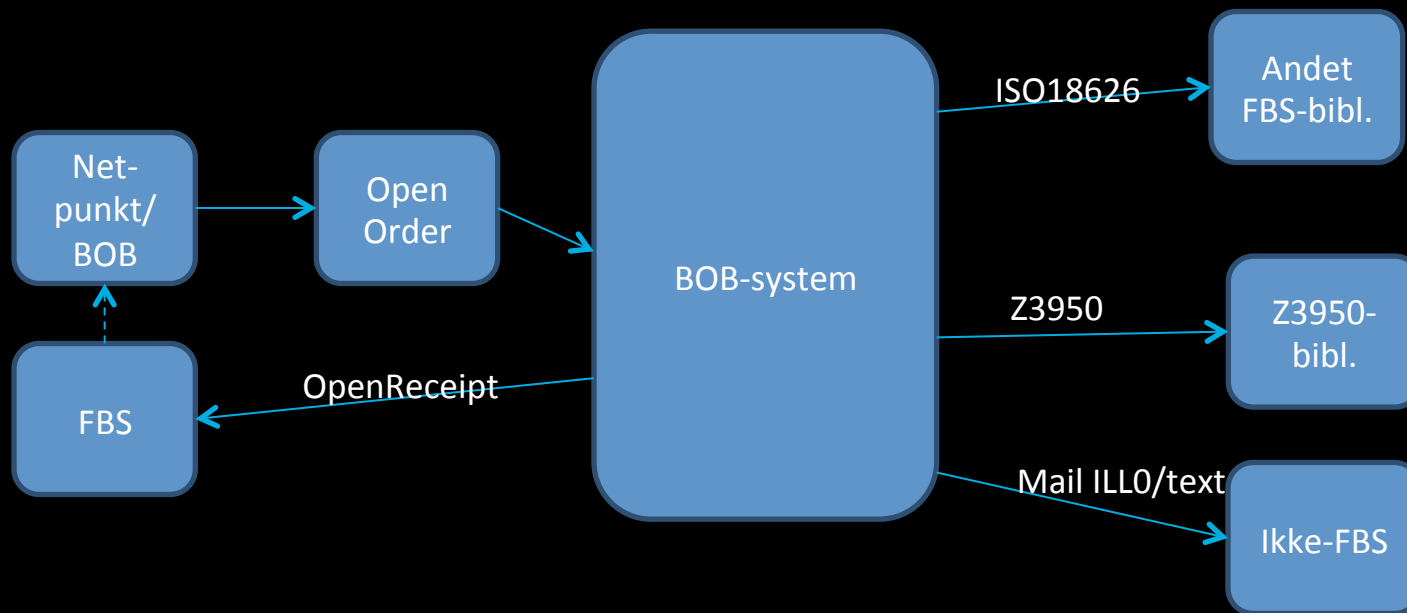 Net-
punkt/
BOB
Open
Order
BOB-system
ISO18626
Andet
FBS-bibl.
Z3950
Z3950-
bibl.
OpenReceipt
FBS
Mail ILL0/text
Ikke-FBS